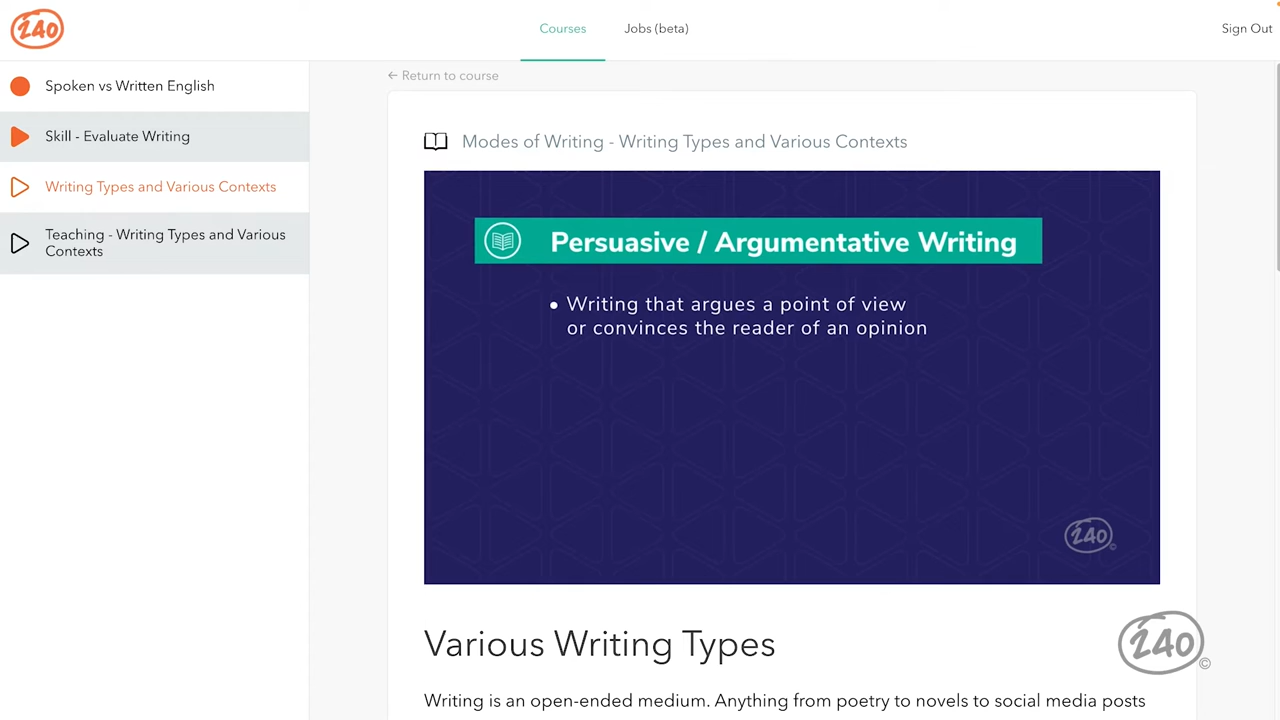 240
Courses
Jobs (beta)
Sign Out
Spoken vs Written English
Skill - Evaluate Writing
Writing Types and Various Contexts
Teaching - Writing Types and Various
Contexts
← Return to course
Modes of Writing - Writing Types and Various Contexts
Persuasive / Argumentative Writing
• Writing that argues a point of view
or convinces the reader of an opinion
240©
Various Writing Types
240©
Writing is an open-ended medium. Anything from poetry to novels to social media posts